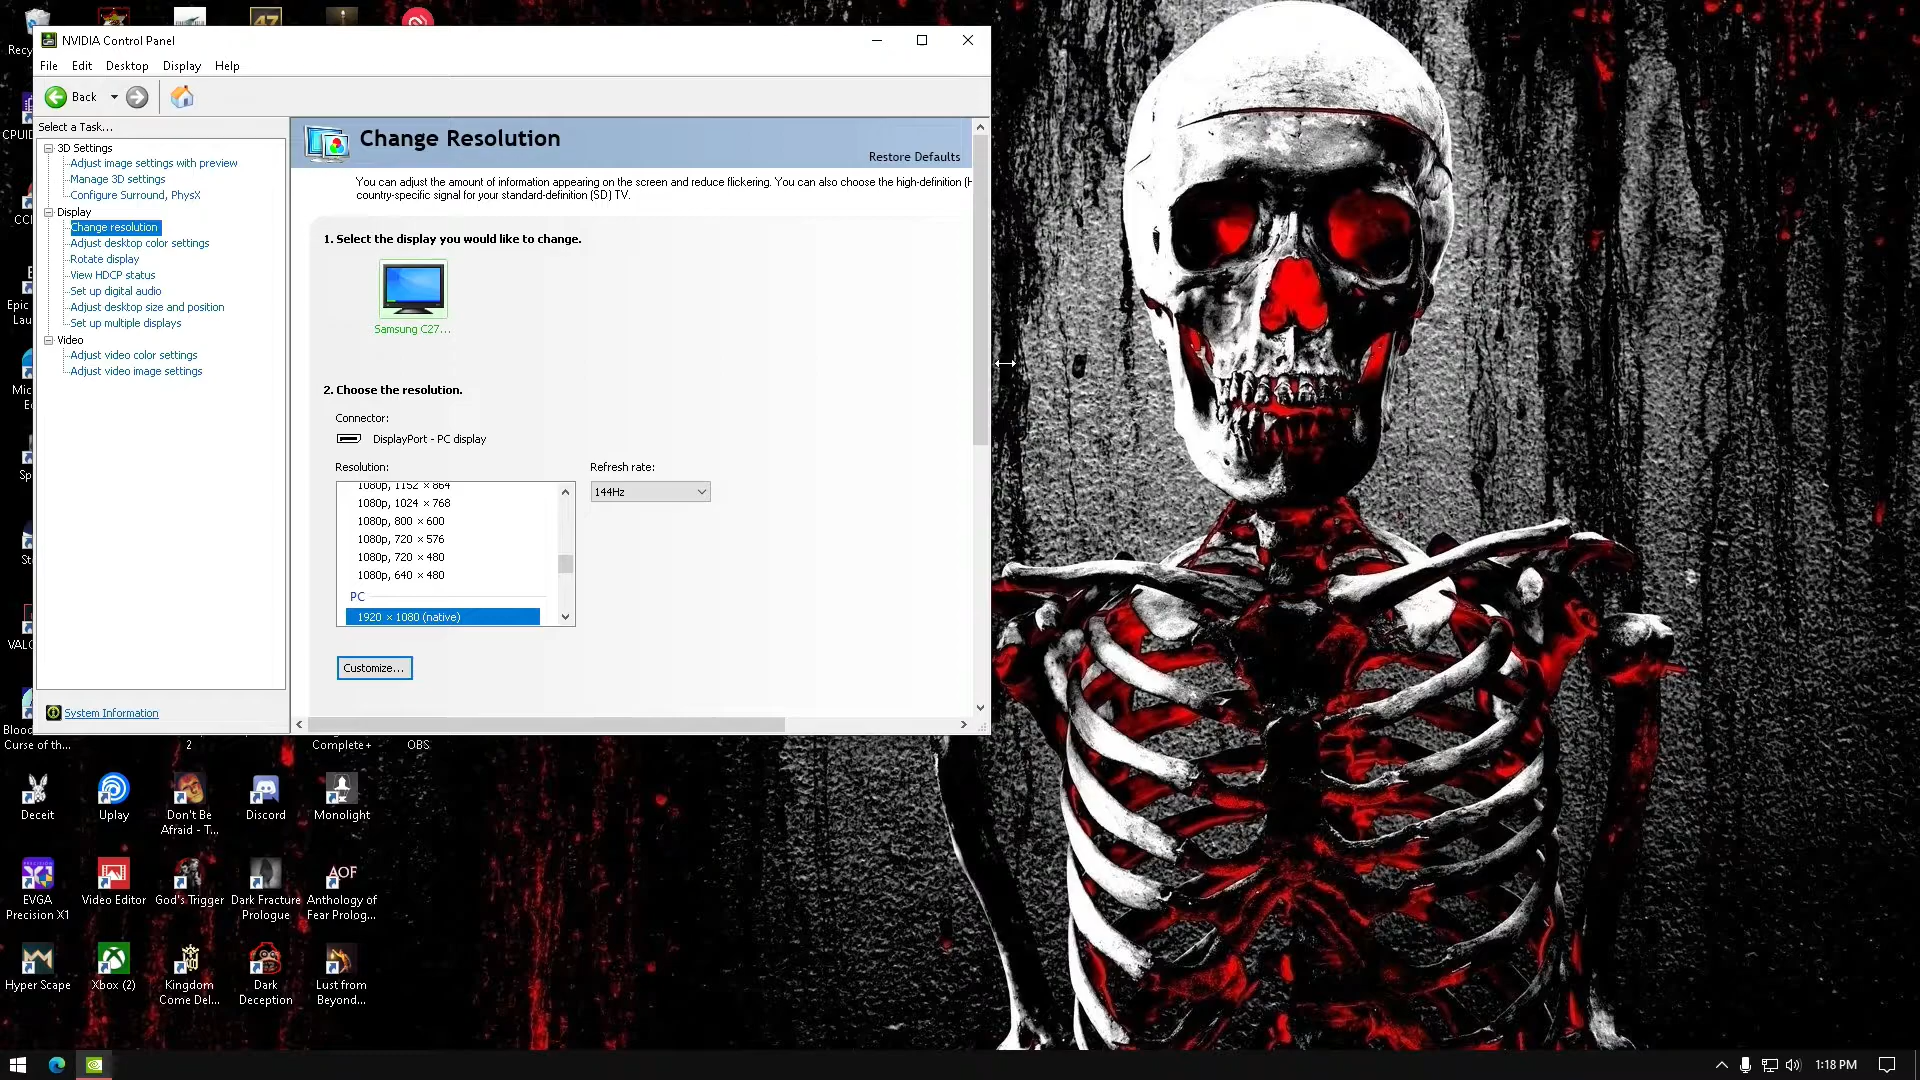 47
Recy
NVIDIA Control Panel
File Edit Desktop Display Help
Back
Select a Task...
3D Settings
Adjust image settings with preview
Manage 3D settings
Configure Surround, PhysX
Display
Change resolution
Adjust desktop color settings
Rotate display
View HDCP status
Set up digital audio
Adjust desktop size and position
Set up multiple displays
Video
Adjust video color settings
Adjust video image settings
System Information
Change Resolution
Restore Defaults
You can adjust the amount of information appearing on the screen and reduce flickering. You can also choose the high-definition (H
country-specific signal for your standard-definition (SD) TV.
1. Select the display you would like to change.
Samsung C27...
2. Choose the resolution.
Connector:
DisplayPort - PC display
Resolution:
Refresh rate:
1080p, 1152 × 864
144Hz
1080p, 1024 × 768
1080p, 800 × 600
1080p, 720 × 576
1080p, 720 × 480
1080p, 640 × 480
PC
1920 × 1080 (native)
Customize...
CPUID
CCl
Epic
Lau
Mic
Ec
Sp
St
VALC
Blooc
Curse of th...
2
Complete+
OBS
Deceit
Uplay
Don't Be
Afraid - T...
Discord
Monolight
EVGA
Precision X1
Video Editor
God's Trigger
Dark Fracture
Prologue
AOF
Anthology of
Fear Prolog...
Hyper Scape
Xbox (2)
Kingdom
Come Del...
Dark
Deception
Lust from
Beyond...
1:18 PM